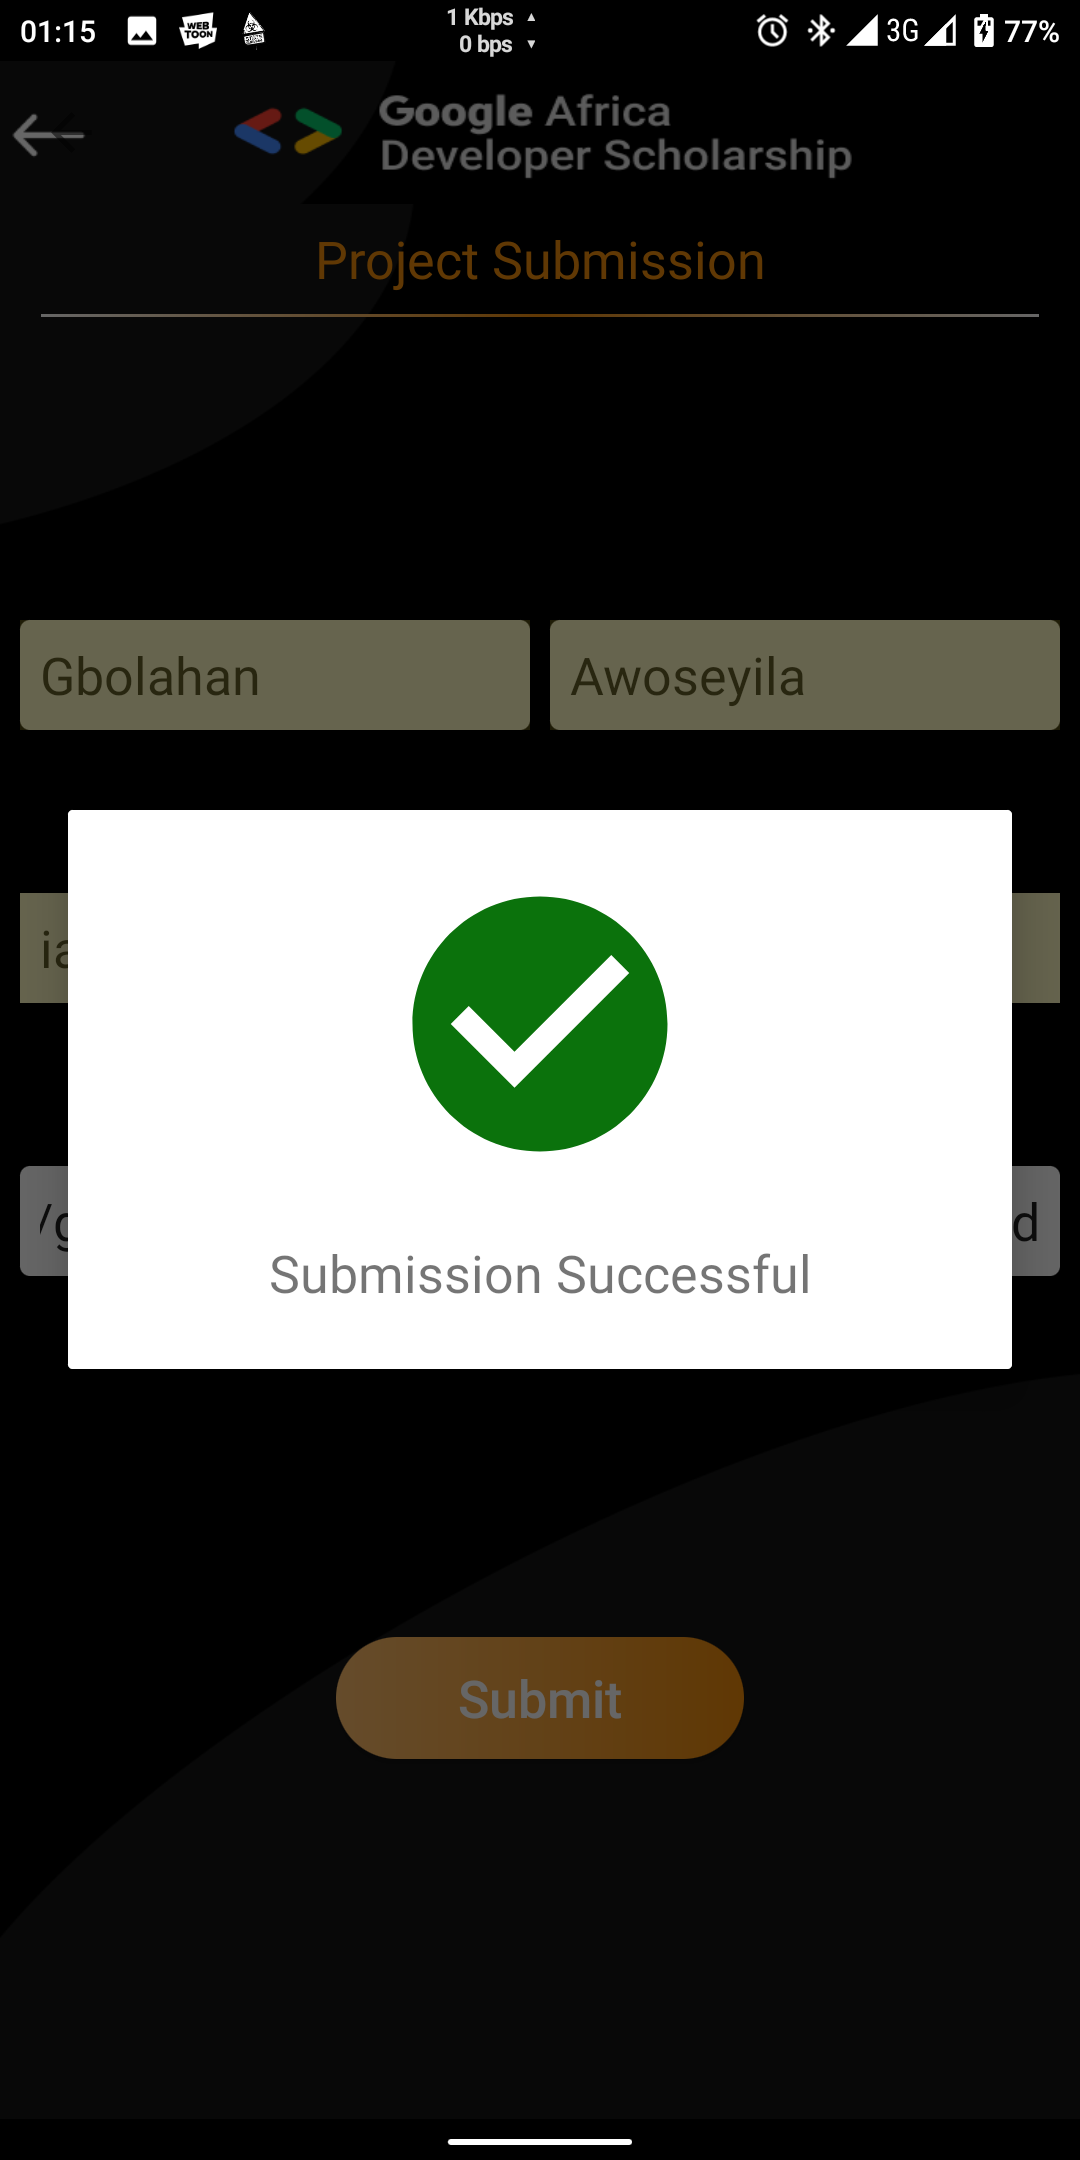 01:15
WEB
TOON
1 Kbps
0 bps
3G
77%
Google Africa
Developer Scholarship
Project Submission
Gbolahan
Awoseyila
Submission Successful
Submit